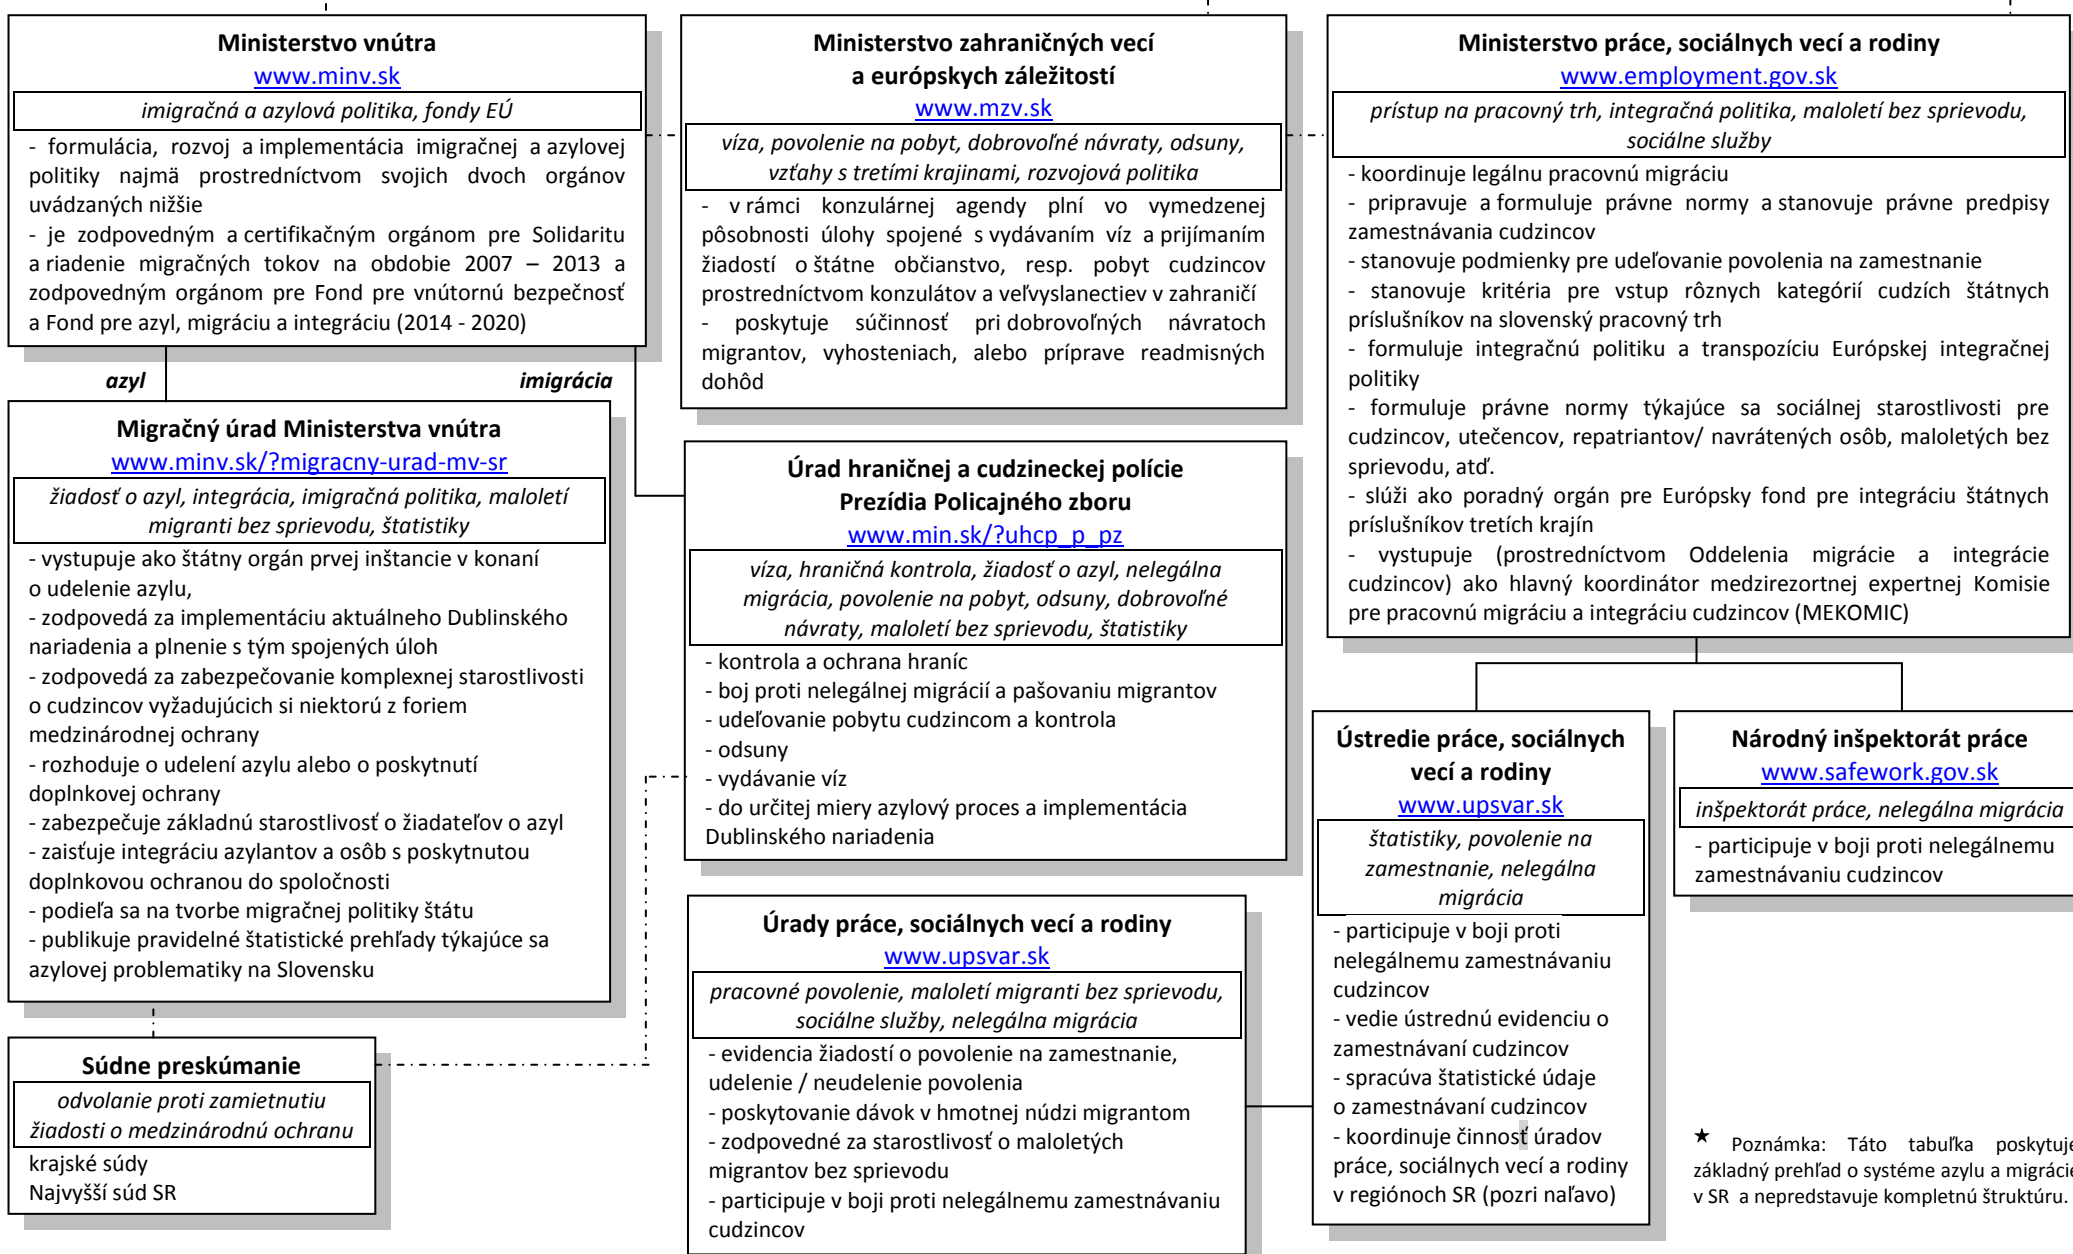 Ministerstvo vnútra
www.minv.sk
imigračná a azylová politika, fondy EÚ
- formulácia, rozvoj a implementácia imigračnej a azylovej
politiky najmä prostredníctvom svojich dvoch orgánov
uvádzaných nižšie
- je zodpovedným a certifikačným orgánom pre Solidaritu
a riadenie migračných tokov na obdobie 2007 – 2013 a
zodpovedným orgánom pre Fond pre vnútornú bezpečnosť
a Fond pre azyl, migráciu a integráciu (2014 - 2020)
azyl
imigrácia
Ministerstvo zahraničných vecí
a európskych záležitostí
www.mzv.sk
víza, povolenie na pobyt, dobrovoľné návraty, odsuny,
vzťahy s tretími krajinami, rozvojová politika
- v rámci konzulárnej agendy plní vo vymedzenej
pôsobnosti úlohy spojené s vydávaním víz a prijímaním
žiadostí o štátne občianstvo, resp. pobyt cudzincov
prostredníctvom konzulátov a veľvyslanectiev v zahraničí
- poskytuje súčinnosť pri dobrovoľných návratoch
migrantov, vyhosteniach, alebo príprave readmisných
dohôd
Ministerstvo práce, sociálnych vecí a rodiny
www.employment.gov.sk
prístup na pracovný trh, integračná politika, maloletí bez sprievodu,
sociálne služby
- koordinuje legálnu pracovnú migráciu
- pripravuje a formuluje právne normy a stanovuje právne predpisy
zamestnávania cudzincov
- stanovuje podmienky pre udeľovanie povolenia na zamestnanie
- stanovuje kritéria pre vstup rôznych kategórií cudzích štátnych
príslušníkov na slovenský pracovný trh
- formuluje integračnú politiku a transpozíciu Európskej integračnej
politiky
- formuluje právne normy týkajúce sa sociálnej starostlivosti pre
cudzincov, utečencov, repatriantov/ navrátených osôb, maloletých bez
sprievodu, atď.
- slúži ako poradný orgán pre Európsky fond pre integráciu štátnych
príslušníkov tretích krajín
- vystupuje (prostredníctvom Oddelenia migrácie a integrácie
cudzincov) ako hlavný koordinátor medzirezortnej expertnej Komisie
pre pracovnú migráciu a integráciu cudzincov (MEKOMIC)
Migračný úrad Ministerstva vnútra
www.minv.sk/?migracny-urad-mv-sr
žiadosť o azyl, integrácia, imigračná politika, maloletí
migranti bez sprievodu, štatistiky
- vystupuje ako štátny orgán prvej inštancie v konaní
o udelenie azylu,
- zodpovedá za implementáciu aktuálneho Dublinského
nariadenia a plnenie s tým spojených úloh
- zodpovedá za zabezpečovanie komplexnej starostlivosti
o cudzincov vyžadujúcich si niektorú z foriem
medzinárodnej ochrany
- rozhoduje o udelení azylu alebo o poskytnutí
doplnkovej ochrany
- zabezpečuje základnú starostlivosť o žiadateľov o azyl
- zaisťuje integráciu azylantov a osôb s poskytnutou
doplnkovou ochranou do spoločnosti
- podieľa sa na tvorbe migračnej politiky štátu
- publikuje pravidelné štatistické prehľady týkajúce sa
azylovej problematiky na Slovensku
Úrad hraničnej a cudzineckej polície
Prezídia Policajného zboru
www.min.sk/?uhcp_p_pz
víza, hraničná kontrola, žiadosť o azyl, nelegálna
migrácia, povolenie na pobyt, odsuny, dobrovoľné
návraty, maloletí bez sprievodu, štatistiky
- kontrola a ochrana hraníc
- boj proti nelegálnej migrácií a pašovaniu migrantov
- udeľovanie pobytu cudzincom a kontrola
- odsuny
- vydávanie víz
- do určitej miery azylový proces a implementácia
Dublinského nariadenia
Ústredie práce, sociálnych
vecí a rodiny
www.upsvar.sk
štatistiky, povolenie na
zamestnanie, nelegálna
migrácia
- participuje v boji proti
nelegálnemu zamestnávaniu
cudzincov
- vedie ústrednú evidenciu o
zamestnávaní cudzincov
- spracúva štatistické údaje
o zamestnávaní cudzincov
- koordinuje činnosť úradov
práce, sociálnych vecí a rodiny
v regiónoch SR (pozri naľavo)
Národný inšpektorát práce
www.safework.gov.sk
inšpektorát práce, nelegálna migrácia
- participuje v boji proti nelegálnemu
zamestnávaniu cudzincov
Úrady práce, sociálnych vecí a rodiny
www.upsvar.sk
pracovné povolenie, maloletí migranti bez sprievodu,
sociálne služby, nelegálna migrácia
- evidencia žiadostí o povolenie na zamestnanie,
udelenie / neudelenie povolenia
- poskytovanie dávok v hmotnej núdzi migrantom
- zodpovedné za starostlivosť o maloletých
migrantov bez sprievodu
- participuje v boji proti nelegálnemu zamestnávaniu
cudzincov
Súdne preskúmanie
odvolanie proti zamietnutiu
žiadosti o medzinárodnú ochranu
krajské súdy
Najvyšší súd SR
★ Poznámka: Táto tabuľka poskytuje
základný prehľad o systéme azylu a migrácie
v SR a nepredstavuje kompletnú štruktúru.